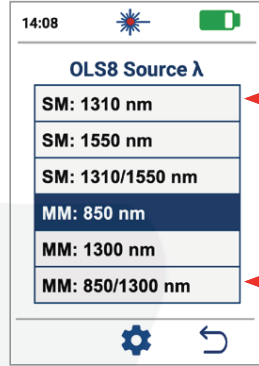 14:08
OLS8 Source λ
SM: 1310 nm
SM: 1550 nm
SM: 1310/1550 nm
MM: 850 nm
MM: 1300 nm
MM: 850/1300 nm